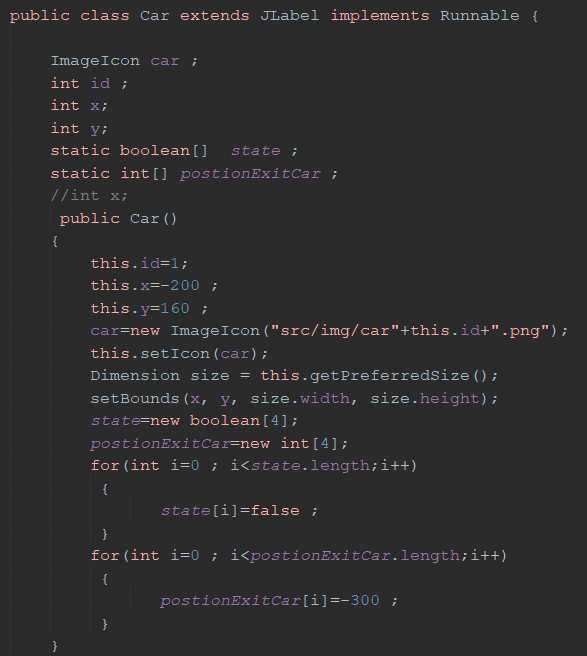 public class Car extends JLabel implements Runnable {
ImageIcon car ;
int id ;
int x;
int y;
static boolean[]  state ;
static int[] postionExitCar ;
//int x;
public Car()
{
this.id=1;
this.x=-200 ;
this.y=160 ;
car=new ImageIcon("src/img/car"+this.id+".png");
this.setIcon(car);
Dimension size = this.getPreferredSize();
setBounds(x, y, size.width, size.height);
state=new boolean[4];
postionExitCar=new int[4];
for(int i=0 ; i<state.length;i++)
{
state[i]=false ;
}
for(int i=0 ; i<postionExitCar.length;i++)
{
postionExitCar[i]=-300 ;
}
}